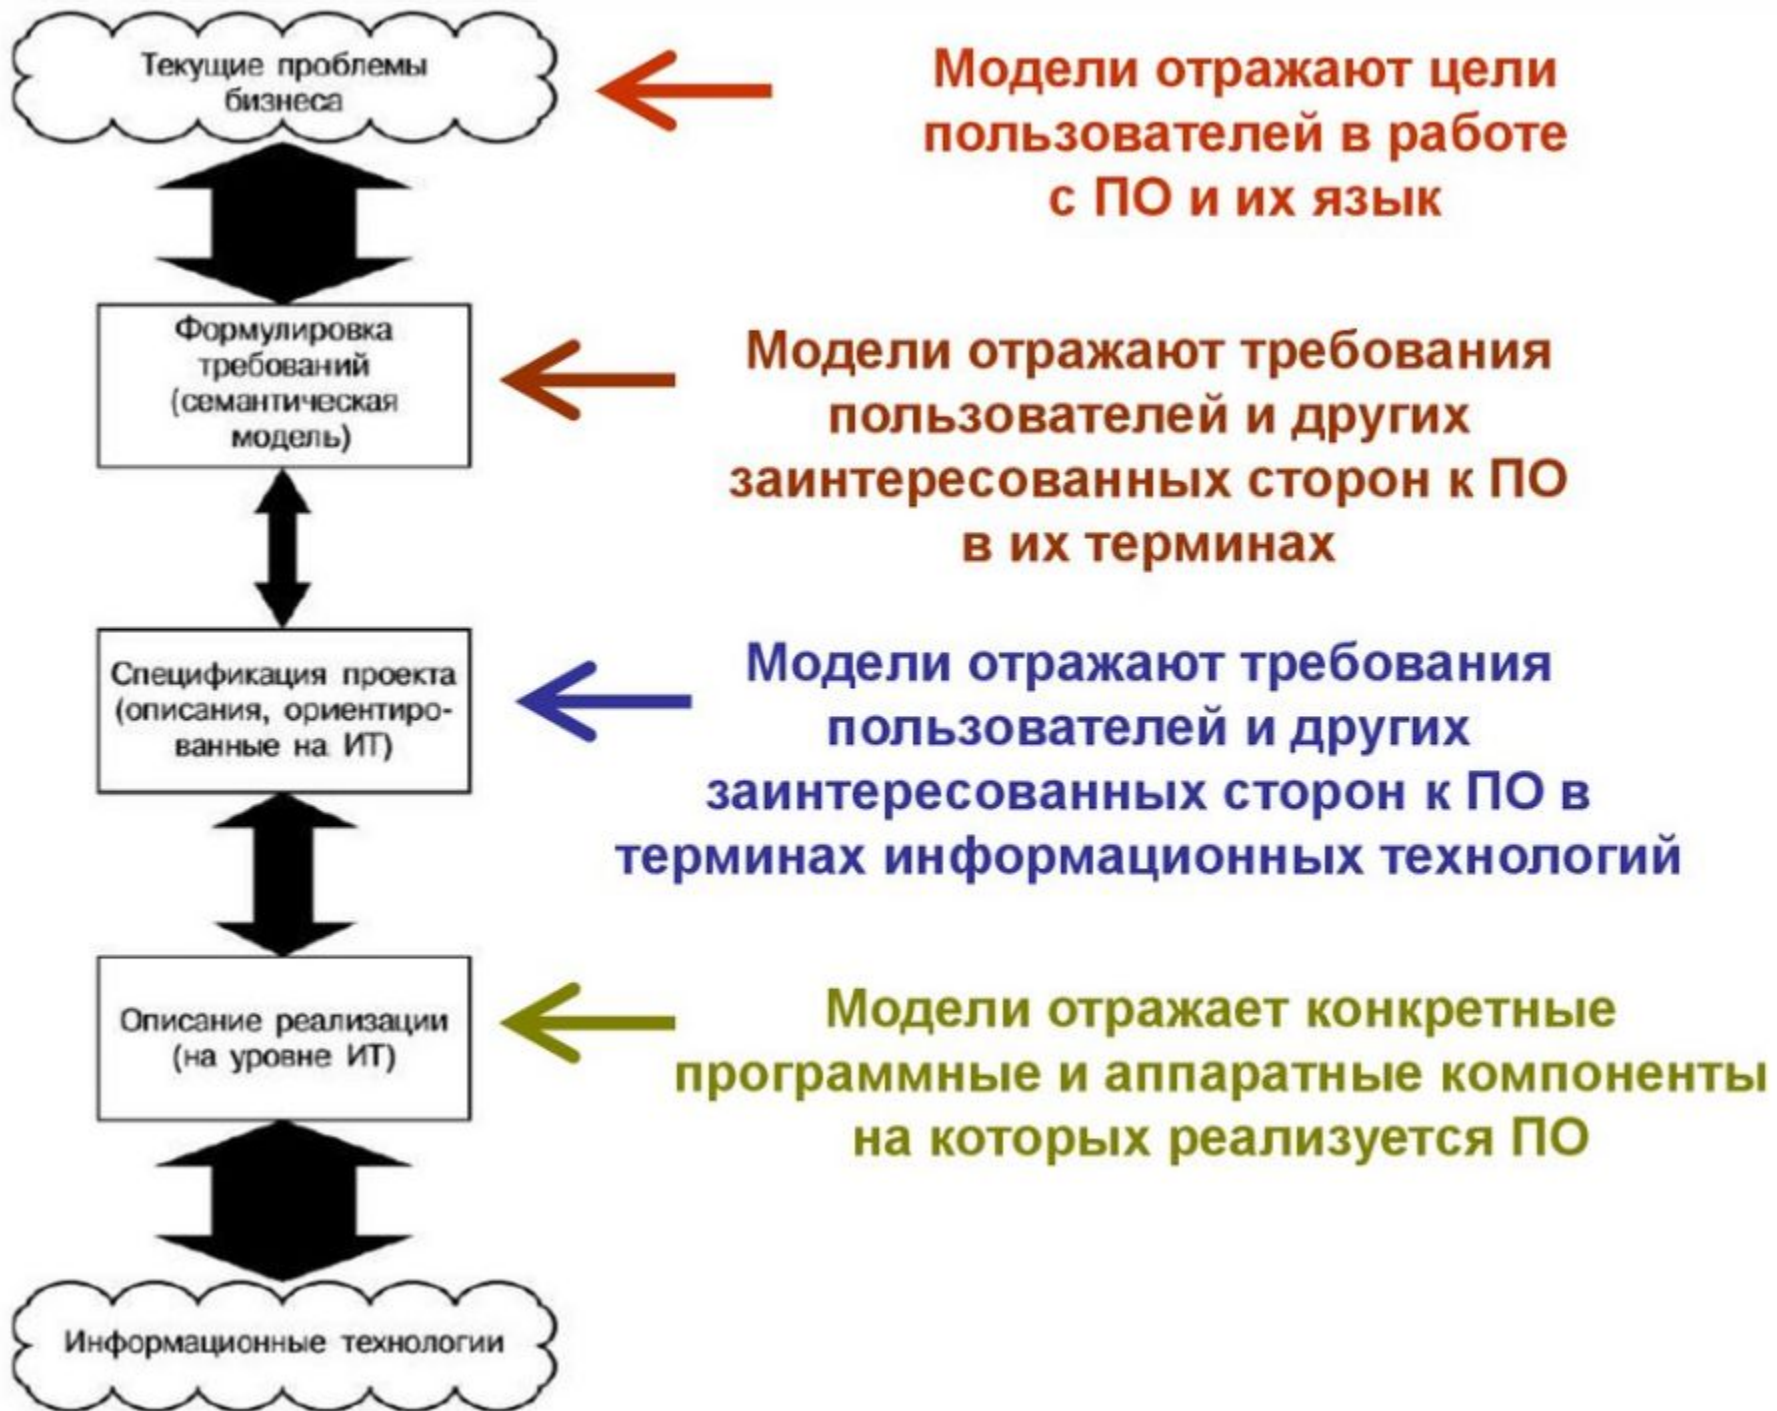 Текущие проблемы
бизнеса
Модели отражают цели
пользователей в работе
с ПО и их язык
Формулировка
требований
(семантическая
модель)
Модели отражают требования
пользователей и других
заинтересованных сторон к ПО
в их терминах
Спецификация проекта
(описания, ориентиро-
ванные на ИТ)
Модели отражают требования
пользователей и других
заинтересованных сторон к ПО в
терминах информационных технологий
Описание реализации
(на уровне ИТ)
Модели отражает конкретные
программные и аппаратные компоненты
на которых реализуется ПО
Информационные технологии